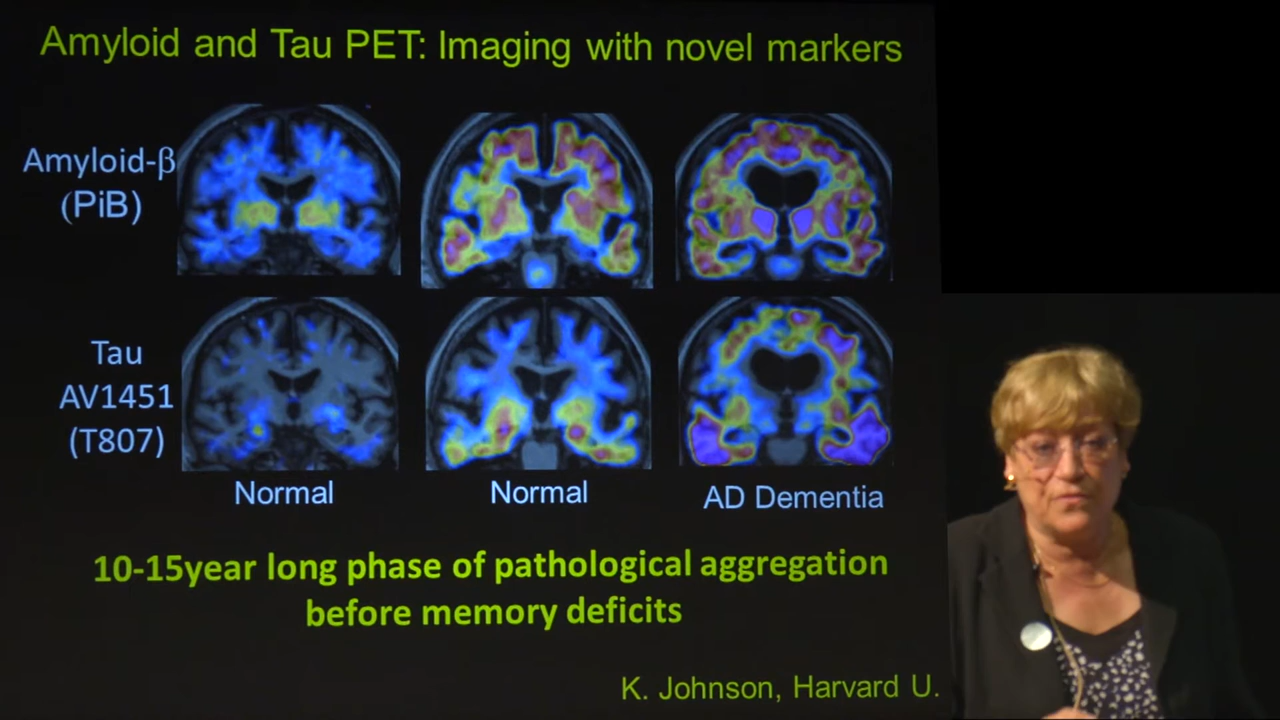 Amyloid and Tau PET: Imaging with novel markers
Amyloid-β
(PiB)
Tau
AV1451
(T807)
Normal
Normal
AD Dementia
10-15year long phase of pathological aggregation
before memory deficits
K. Johnson, Harvard U.